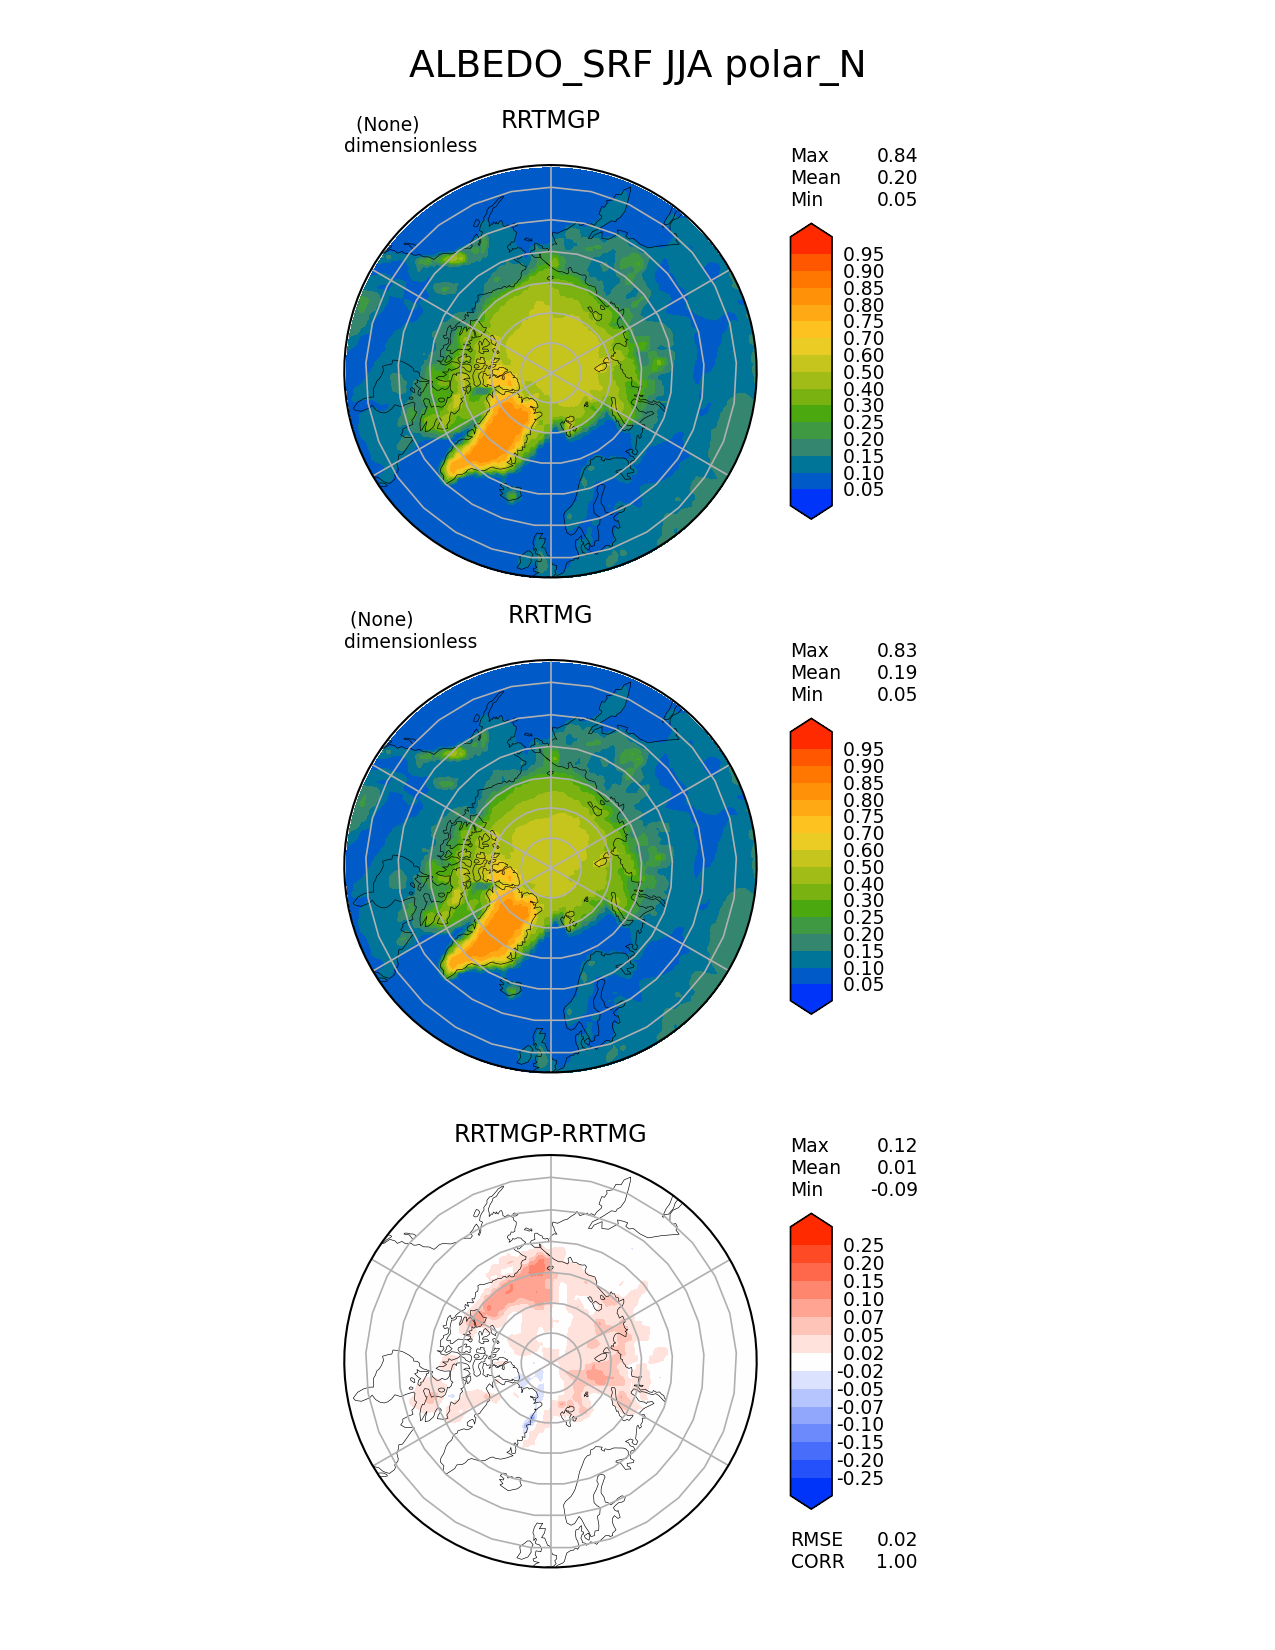 ALBEDO_SRF JJA polar_N
(None)
RRTMGP
dimensionless
Max 0.84
Mean 0.20
Min 0.05
0.95
0.90
0.85
0.80
0.75
0.70
0.60
0.50
0.40
0.30
0.25
0.20
0.15
0.10
0.05
(None)
RRTMG
dimensionless
Max 0.83
Mean 0.19
Min 0.05
0.95
0.90
0.85
0.80
0.75
0.70
0.60
0.50
0.40
0.30
0.25
0.20
0.15
0.10
0.05
RRTMGP-RRTMG
Max 0.12
Mean 0.01
Min -0.09
0.25
0.20
0.15
0.10
0.07
0.05
0.02
-0.02
-0.05
-0.07
-0.10
-0.15
-0.20
-0.25
RMSE 0.02
CORR 1.00